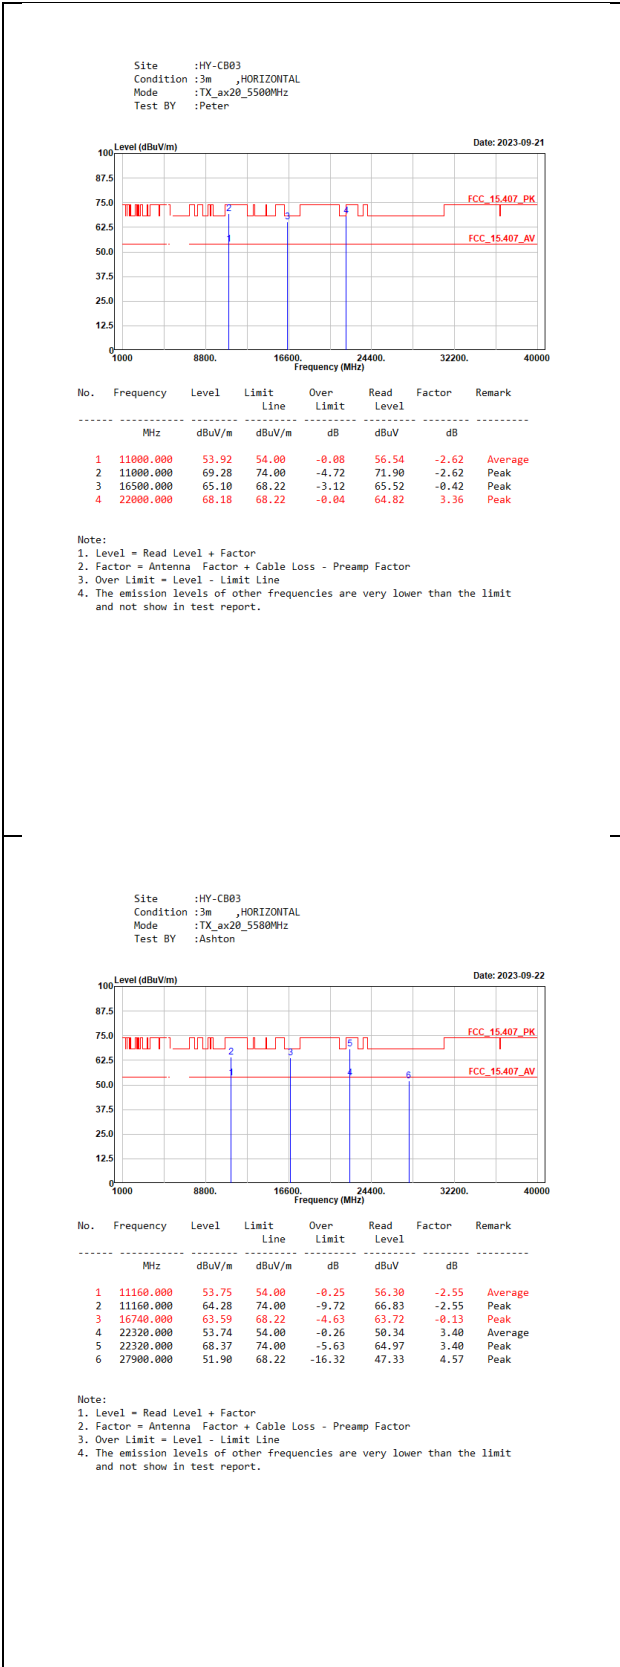 Site      :HY-CB03
Condition :3m    ,HORIZONTAL
Mode      :TX_ax20_5500MHz
Test BY   :Peter
Level (dBuV/m)
Date: 2023-09-21
100
87.5
75.0
FCC_15.407_PK
2
3
4
62.5
1
FCC_15.407_AV
50.0
37.5
25.0
12.5
0
1000 8800. 16600. 24400. 32200. 40000
Frequency (MHz)
No. Frequency Level Limit Over Read Factor Remark
Line Limit Level
------ ----------- -------- -------- --------- -------- -------- ---------
MHz dBuV/m dBuV/m dB dBuV dB
1 11000.000 53.92 54.00 -0.08 56.54 -2.62 Average
2 11000.000 69.28 74.00 -4.72 71.90 -2.62 Peak
3 16500.000 65.10 68.22 -3.12 65.52 -0.42 Peak
4 22000.000 68.18 68.22 -0.04 64.82 3.36 Peak
Note:
1. Level = Read Level + Factor
2. Factor = Antenna  Factor + Cable Loss - Preamp Factor
3. Over Limit = Level - Limit Line
4. The emission levels of other frequencies are very lower than the limit
and not show in test report.
Site      :HY-CB03
Condition :3m    ,HORIZONTAL
Mode      :TX_ax20_5580MHz
Test BY   :Ashton
Level (dBuV/m)
Date: 2023-09-22
100
87.5
75.0
FCC_15.407_PK
2
3
5
62.5
1
4
6
FCC_15.407_AV
50.0
37.5
25.0
12.5
0
1000 8800. 16600. 24400. 32200. 40000
Frequency (MHz)
No. Frequency Level Limit Over Read Factor Remark
Line Limit Level
------ ----------- -------- -------- --------- -------- -------- ---------
MHz dBuV/m dBuV/m dB dBuV dB
1 11160.000 53.75 54.00 -0.25 56.30 -2.55 Average
2 11160.000 64.28 74.00 -9.72 66.83 -2.55 Peak
3 16740.000 63.59 68.22 -4.63 63.72 -0.13 Peak
4 22320.000 53.74 54.00 -0.26 50.34 3.40 Average
5 22320.000 68.37 74.00 -5.63 64.97 3.40 Peak
6 27900.000 51.90 68.22 -16.32 47.33 4.57 Peak
Note:
1. Level = Read Level + Factor
2. Factor = Antenna  Factor + Cable Loss - Preamp Factor
3. Over Limit = Level - Limit Line
4. The emission levels of other frequencies are very lower than the limit
and not show in test report.